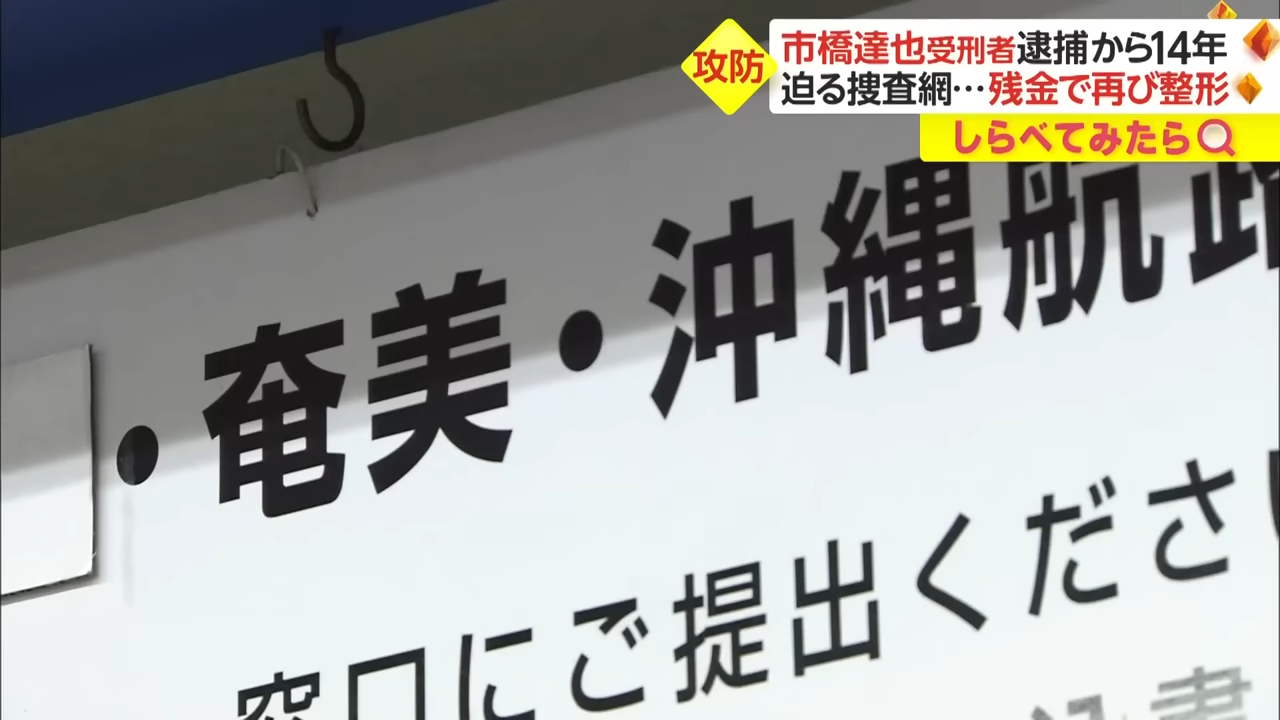 攻防
市橋達也受刑者逮捕から14年
迫る捜査網…残金で再び整形
しらべてみたら
・奄美・沖縄航路
窓口にご提出ください